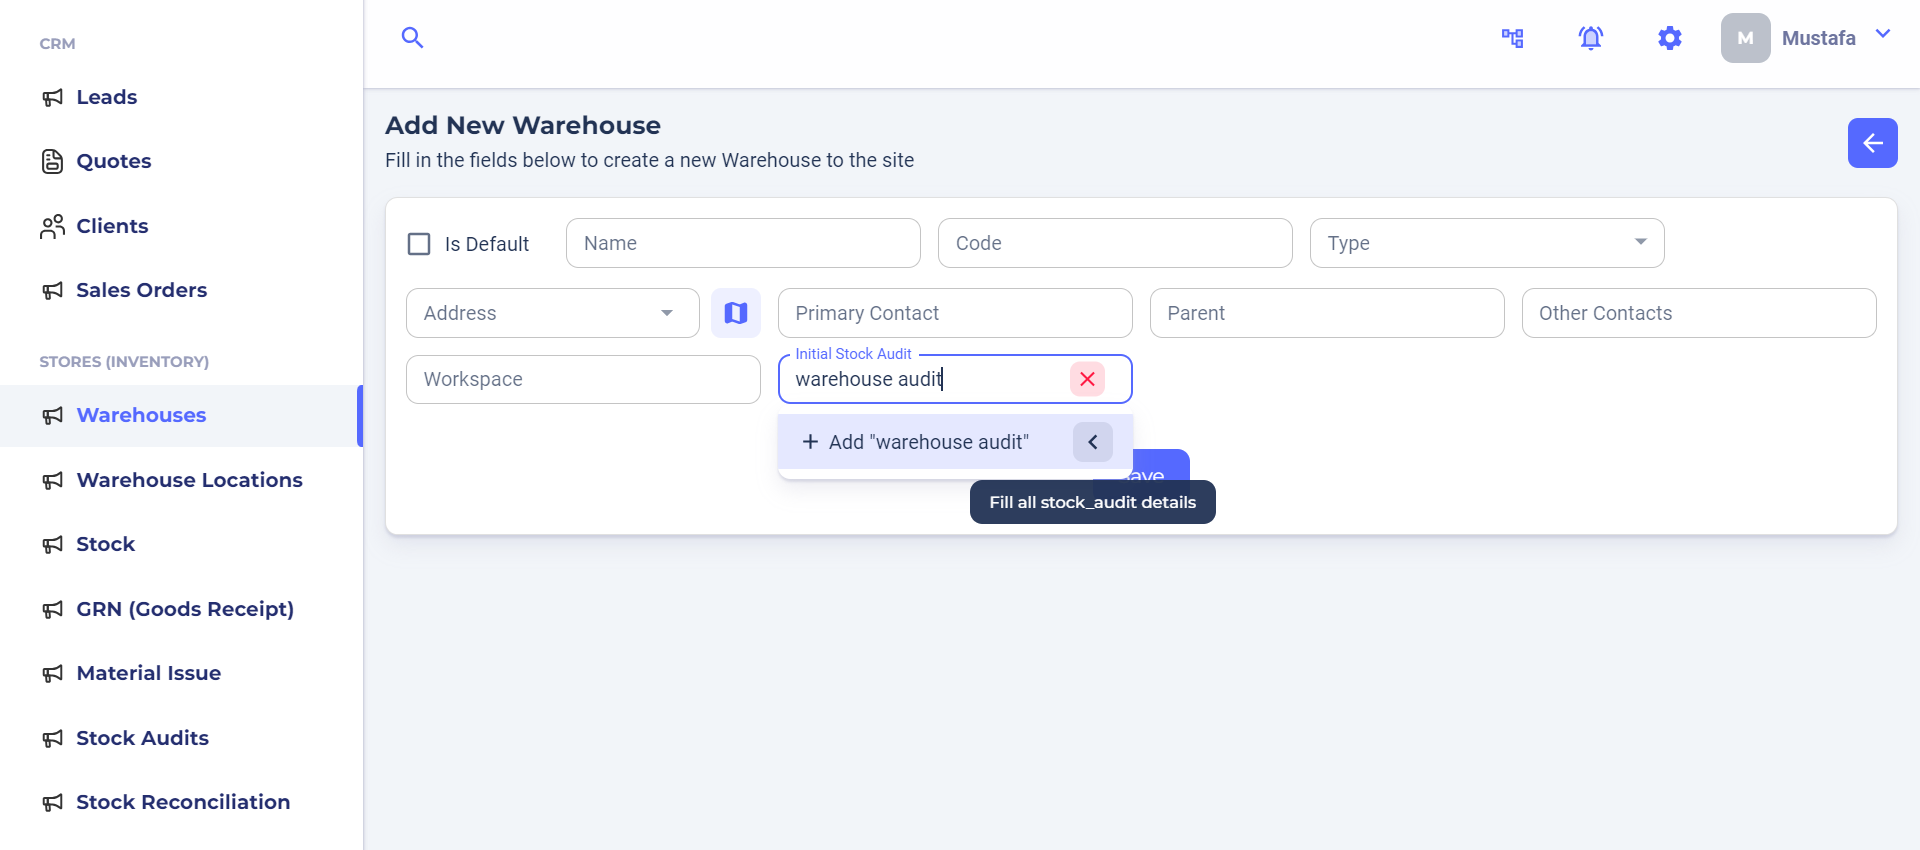 CRM
Leads
Quotes
Clients
Sales Orders
STORES (INVENTORY)
Warehouses
Warehouse Locations
Stock
GRN (Goods Receipt)
Material Issue
Stock Audits
Stock Reconciliation
M Mustafa
Add New Warehouse
Fill in the fields below to create a new Warehouse to the site
Is Default Name Code Type
Address Primary Contact Parent Other Contacts
Initial Stock Audit
Workspace warehouse audit
Add "warehouse audit"
Fill all stock_audit details